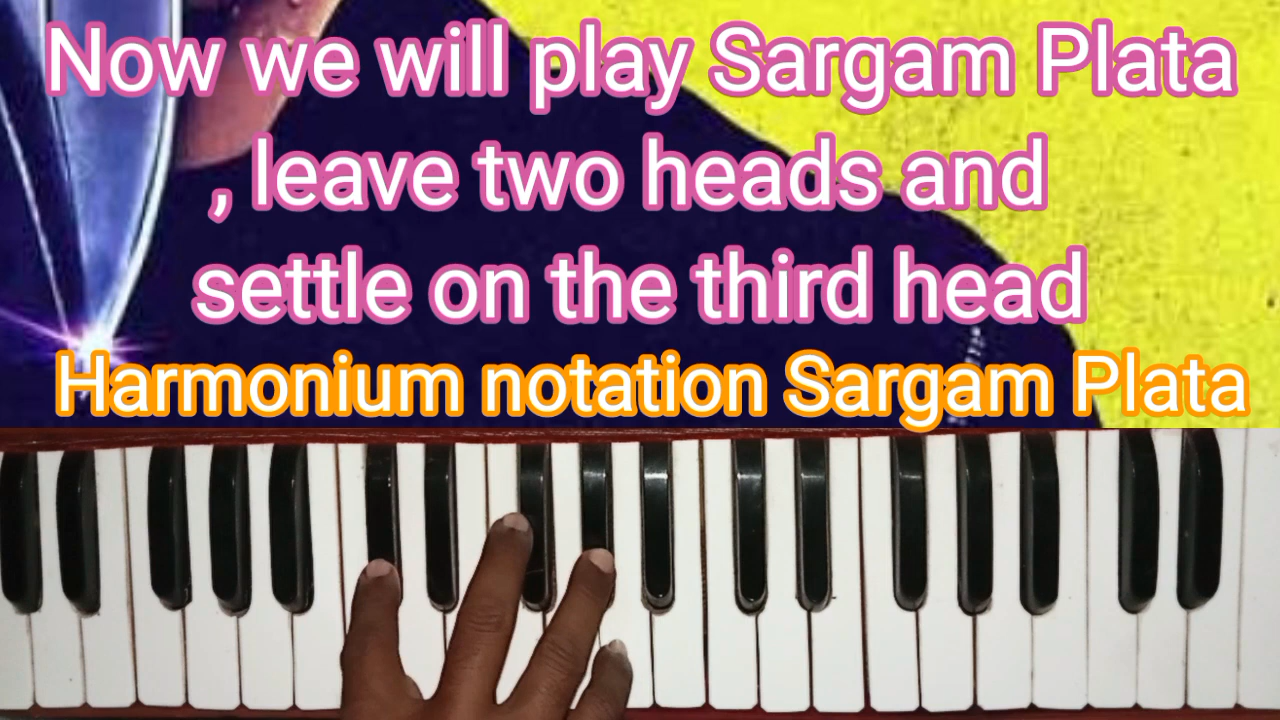 Now we will play Sargam Plata
, leave two heads and
settle on the third head
Harmonium notation Sargam Plata